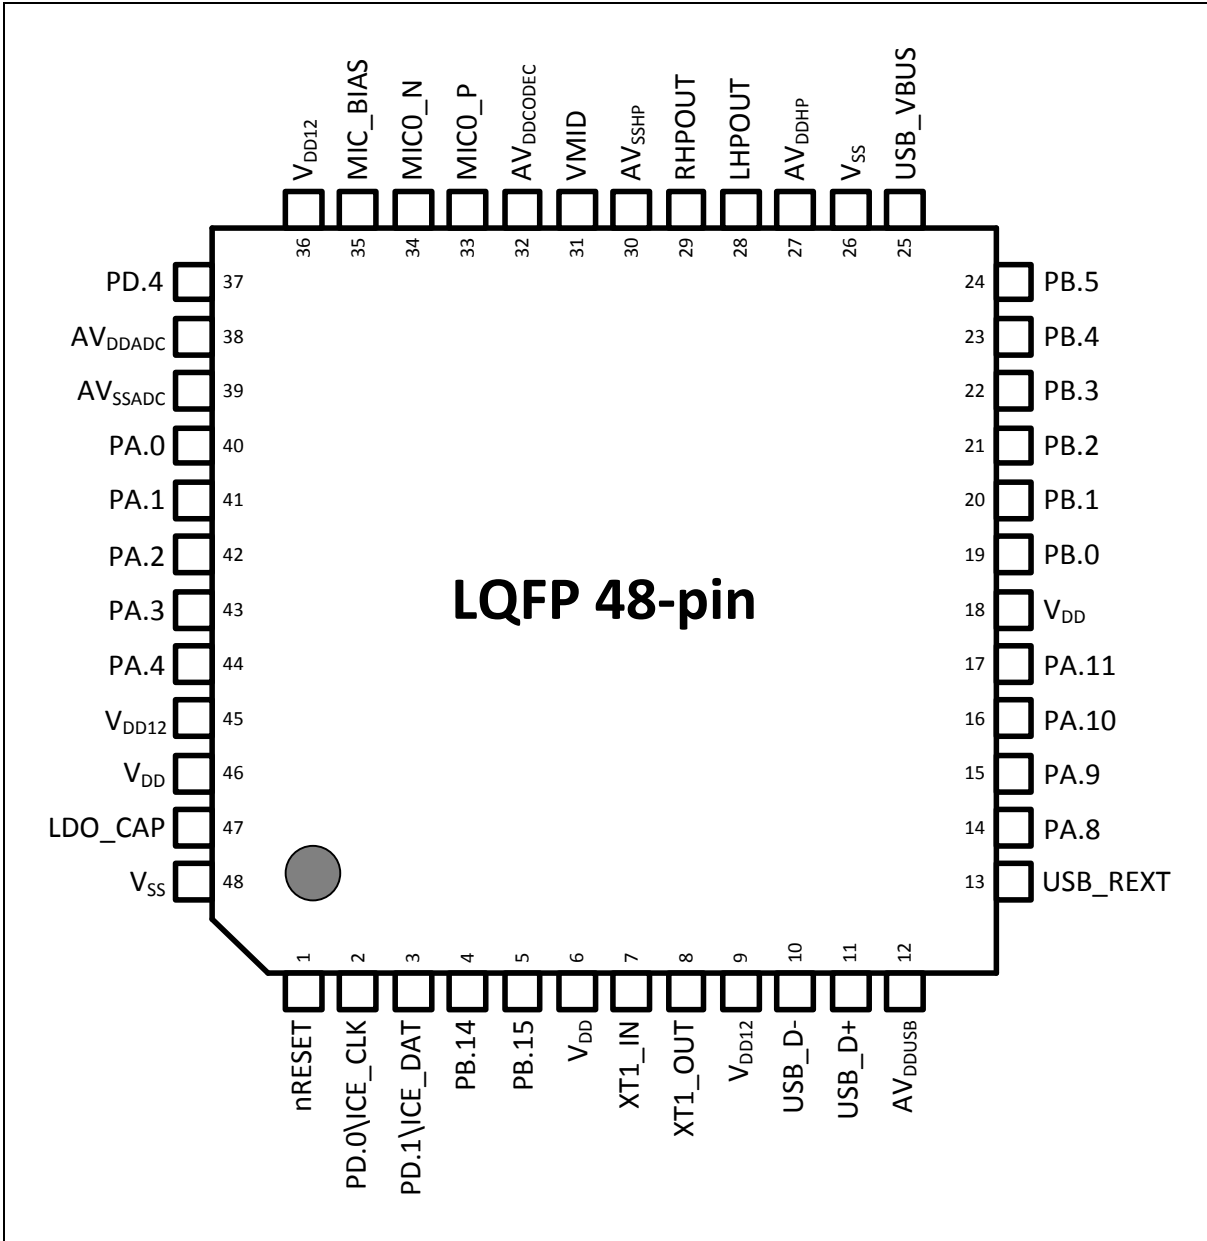 V_DD12
MIC_BIAS
MIC0_N
MIC0_P
AV_DDCODEC
VMID
AV_SSHP
RHPOUT
LHPOUT
AV_DDHP
V_SS
USB_VBUS
36
35
34
33
32
31
30
29
28
27
26
25
PD.4 37
AV_DDADC 38
AV_SSADC 39
PA.0 40
PA.1 41
PA.2 42
PA.3 43
PA.4 44
V_DD12 45
V_DD 46
LDO_CAP 47
V_SS 48
LQFP 48-pin
24 PB.5
23 PB.4
22 PB.3
21 PB.2
20 PB.1
19 PB.0
18 V_DD
17 PA.11
16 PA.10
15 PA.9
14 PA.8
13 USB_REXT
1
2
3
4
5
6
7
8
9
10
11
12
nRESET
PD.0\ICE_CLK
PD.1\ICE_DAT
PB.14
PB.15
V_DD
XT1_IN
XT1_OUT
V_DD12
USB_D-
USB_D+
AV_DDUSB